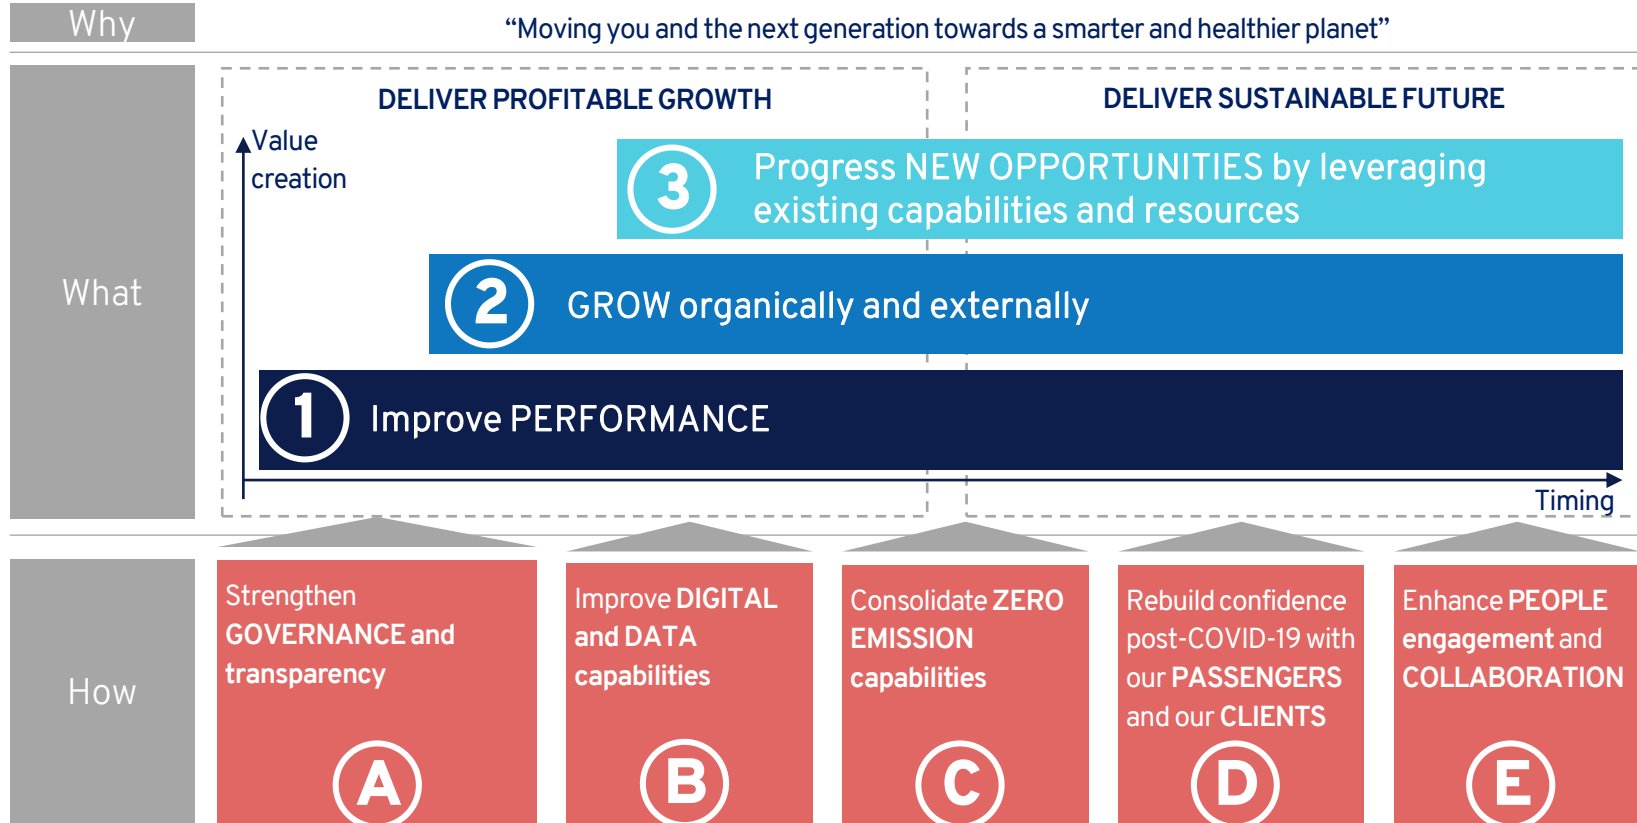 Why
“Moving you and the next generation towards a smarter and healthier planet”
What
DELIVER PROFITABLE GROWTH
DELIVER SUSTAINABLE FUTURE
Value
creation
3
Progress NEW OPPORTUNITIES by leveraging
existing capabilities and resources
2
GROW organically and externally
1
Improve PERFORMANCE
Timing
How
Strengthen
GOVERNANCE and
transparency
A
Improve DIGITAL
and DATA
capabilities
B
Consolidate ZERO
EMISSION
capabilities
C
Rebuild confidence
post-COVID-19 with
our PASSENGERS
and our CLIENTS
D
Enhance PEOPLE
engagement and
COLLABORATION
E